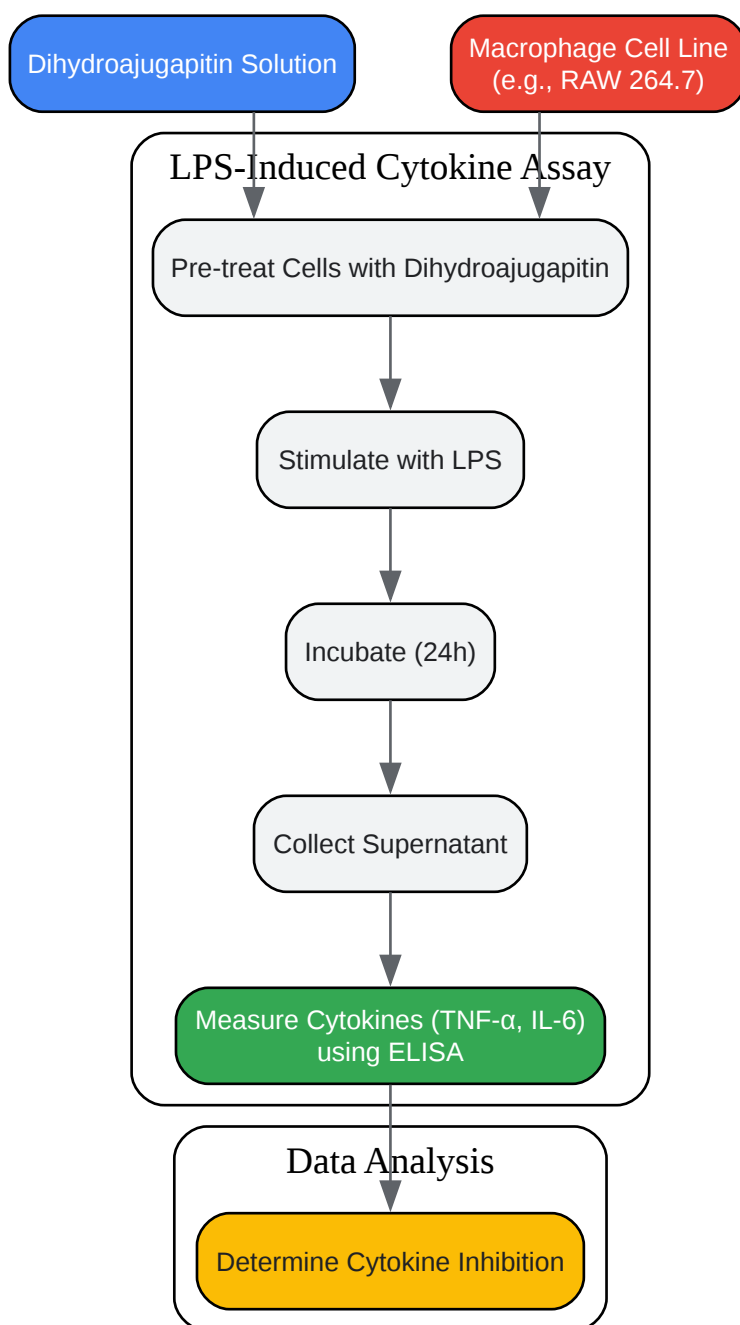 Dihydroajugapitin Solution
Macrophage Cell Line
(e.g., RAW 264.7)
LPS-Induced Cytokine Assay
Pre-treat Cells with Dihydroajugapitin
Stimulate with LPS
Incubate (24h)
Collect Supernatant
Measure Cytokines (TNF-α, IL-6)
using ELISA
Data Analysis
Determine Cytokine Inhibition